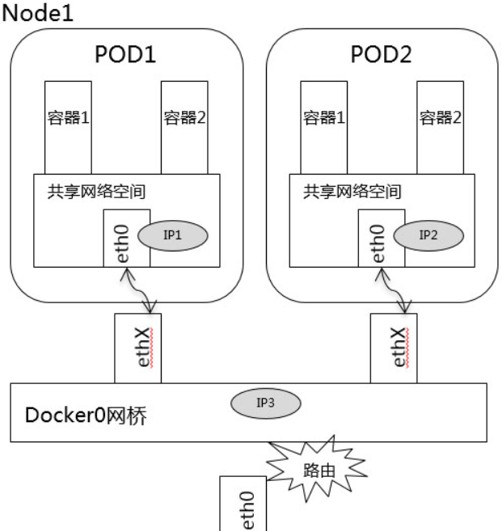 Node1
POD1
POD2
容器1
容器2
容器1
容器2
共享网络空间
共享网络空间
eth0
IP1
eth0
IP2
ethX
ethX
Docker0网桥
IP3
路由
eth0